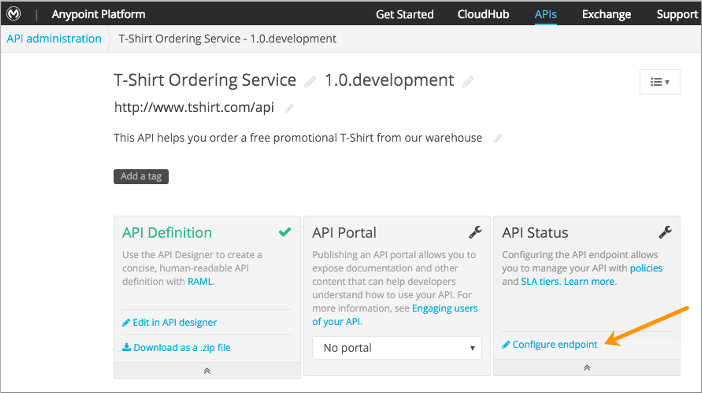 Anypoint Platform Get Started CloudHub APIs Exchange Support
API administration T-Shirt Ordering Service - 1.0.development
T-Shirt Ordering Service 1.0.development
http://www.tshirt.com/api
This API helps you order a free promotional T-Shirt from our warehouse
Add a tag
API Definition
Use the API Designer to create a
concise, human-readable API
definition with RAML.
Edit in API designer
Download as a .zip file
API Portal
Publishing an API portal allows you to
expose documentation and other
content that can help developers
understand how to use your API. For
more information, see Engaging users
of your API.
No portal
API Status
Configuring the API endpoint allows
you to manage your API with policies
and SLA tiers. Learn more.
Configure endpoint